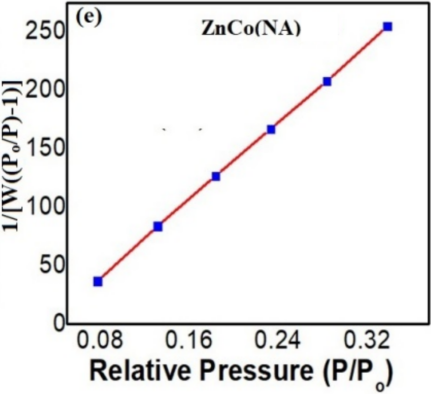 (e)
ZnCo(NA)
1/[W((Po/P)-1)]
250
200
150
100
50
0
0.08 0.16 0.24 0.32
Relative Pressure (P/Po)